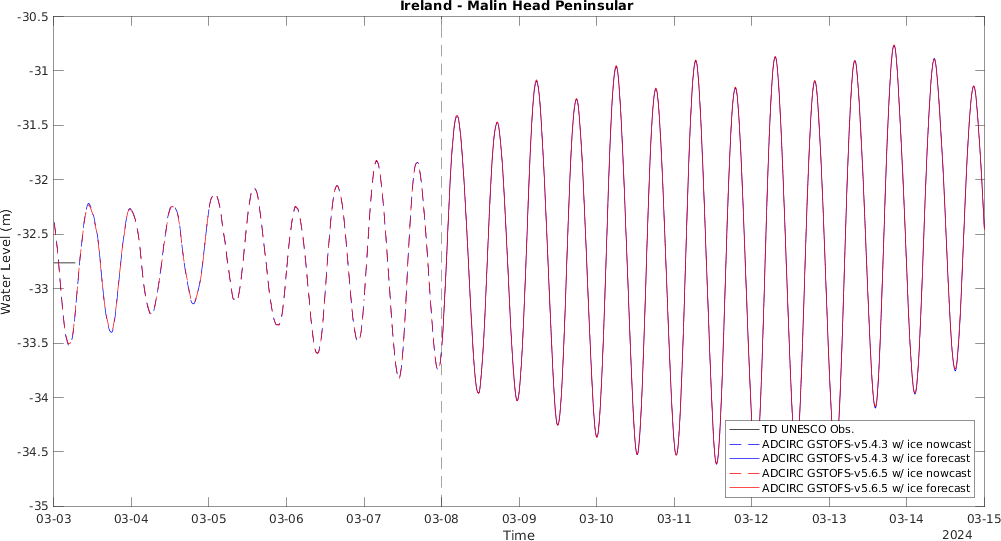 Ireland - Malin Head Peninsular
-30.5
-31
-31.5
-32
-32.5
-33
-33.5
-34
-34.5
-35
Water Level (m)
TD UNESCO Obs.
ADCIRC GSTOFS-v5.4.3 w/ ice nowcast
ADCIRC GSTOFS-v5.4.3 w/ ice forecast
ADCIRC GSTOFS-v5.6.5 w/ ice nowcast
ADCIRC GSTOFS-v5.6.5 w/ ice forecast
03-03 03-04 03-05 03-06 03-07 03-08 03-09 03-10 03-11 03-12 03-13 03-14 03-15
Time
2024